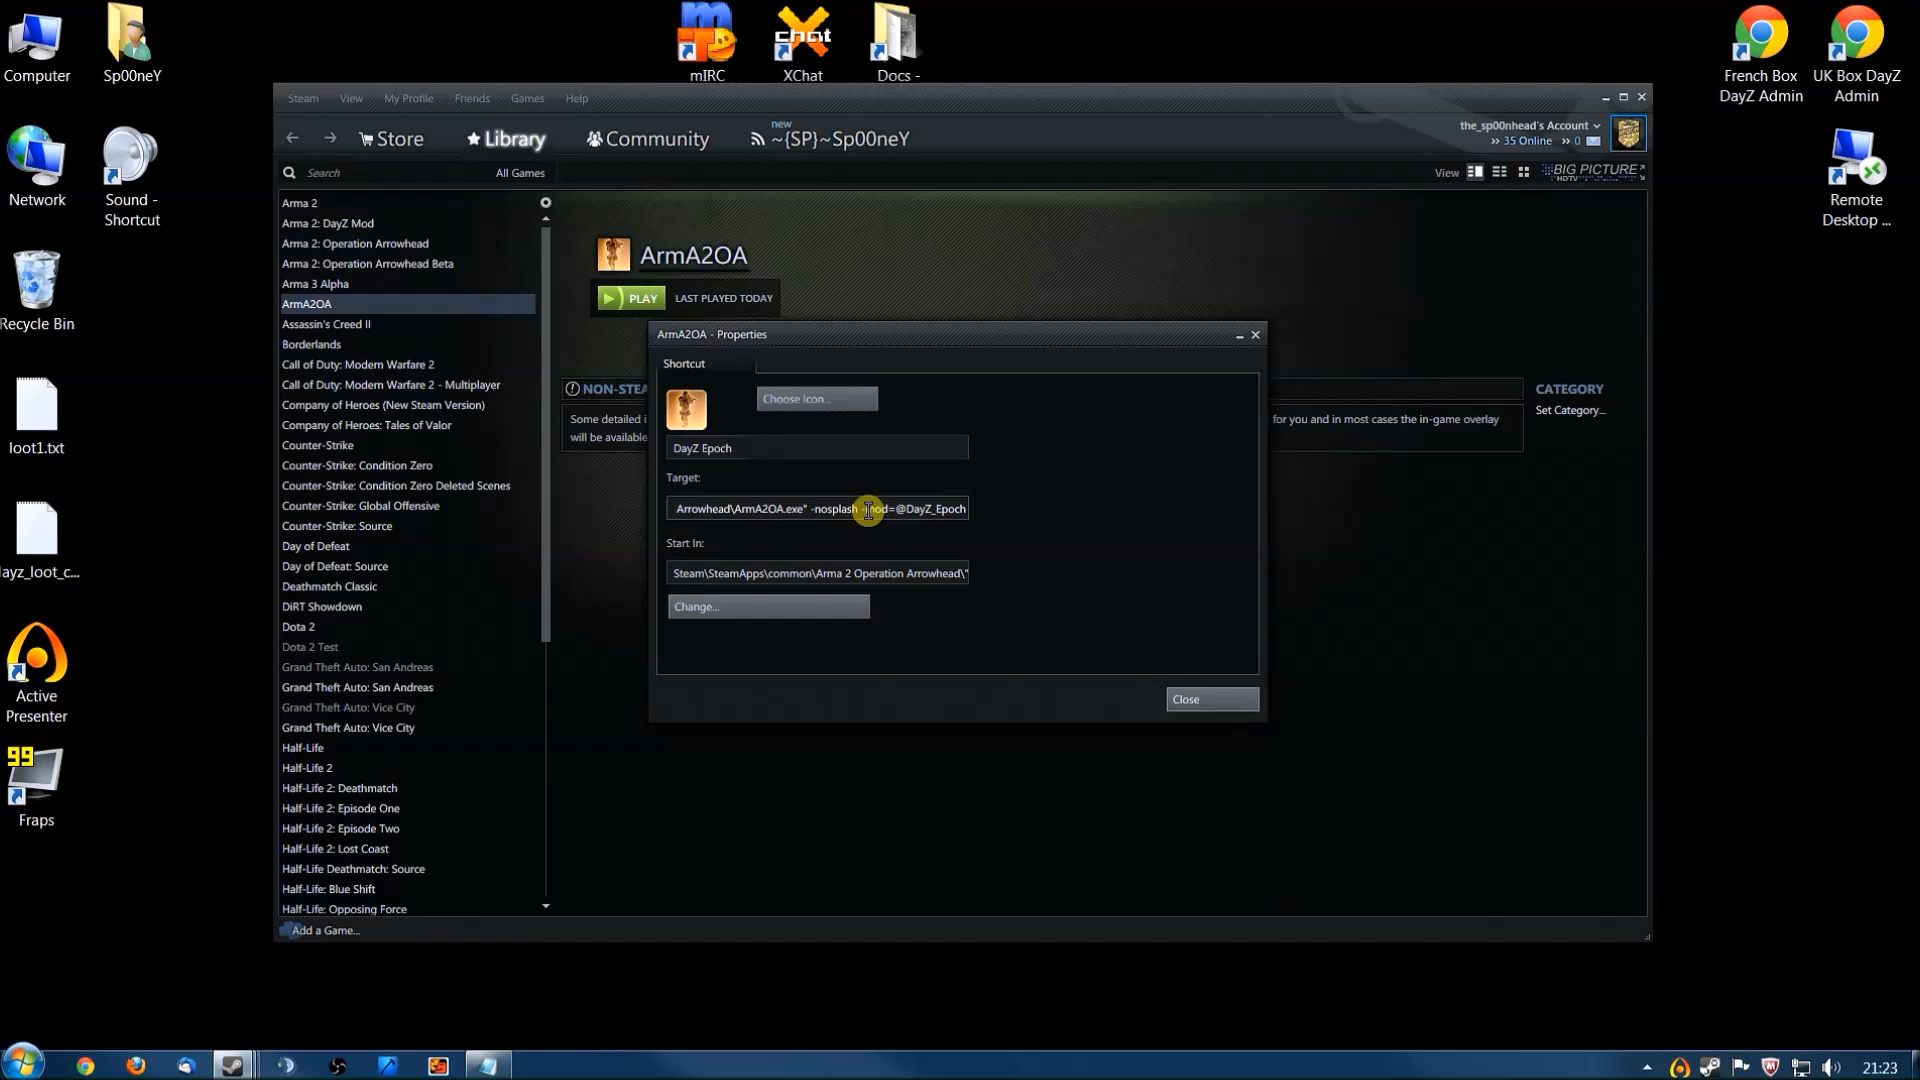 Computer
Sp00neY
mIRC
XChat
Docs -
French Box
DayZ Admin
UK Box DayZ
Admin
Network
Sound -
Shortcut
Remote
Desktop ...
Recycle Bin
loot1.txt
ayz_loot_c...
Active
Presenter
99
Fraps
Steam
View
My Profile
Friends
Games
Help
Store
Library
Community
new
~{SP}~Sp00neY
the_sp00nhead's Account
>> 35 Online >> 0
Search
All Games
View
BIG PICTURE
HDTV
Arma 2
Arma 2: DayZ Mod
Arma 2: Operation Arrowhead
Arma 2: Operation Arrowhead Beta
Arma 3 Alpha
ArmA2OA
Assassin's Creed II
Borderlands
Call of Duty: Modern Warfare 2
Call of Duty: Modern Warfare 2 - Multiplayer
Company of Heroes (New Steam Version)
Company of Heroes: Tales of Valor
Counter-Strike
Counter-Strike: Condition Zero
Counter-Strike: Condition Zero Deleted Scenes
Counter-Strike: Global Offensive
Counter-Strike: Source
Day of Defeat
Day of Defeat: Source
Deathmatch Classic
DiRT Showdown
Dota 2
Dota 2 Test
Grand Theft Auto: San Andreas
Grand Theft Auto: San Andreas
Grand Theft Auto: Vice City
Grand Theft Auto: Vice City
Half-Life
Half-Life 2
Half-Life 2: Deathmatch
Half-Life 2: Episode One
Half-Life 2: Episode Two
Half-Life 2: Lost Coast
Half-Life Deathmatch: Source
Half-Life: Blue Shift
Half-Life: Opposing Force
Add a Game...
ArmA2OA
PLAY
LAST PLAYED TODAY
NON-STEA
Some detailed i
will be available
for you and in most cases the in-game overlay
CATEGORY
Set Category...
ArmA2OA - Properties
Shortcut
Choose Icon...
DayZ Epoch
Target:
Arrowhead\ArmA2OA.exe" -nosplash -mod=@DayZ_Epoch
Start In:
Steam\SteamApps\common\Arma 2 Operation Arrowhead\"
Change...
Close
21:23